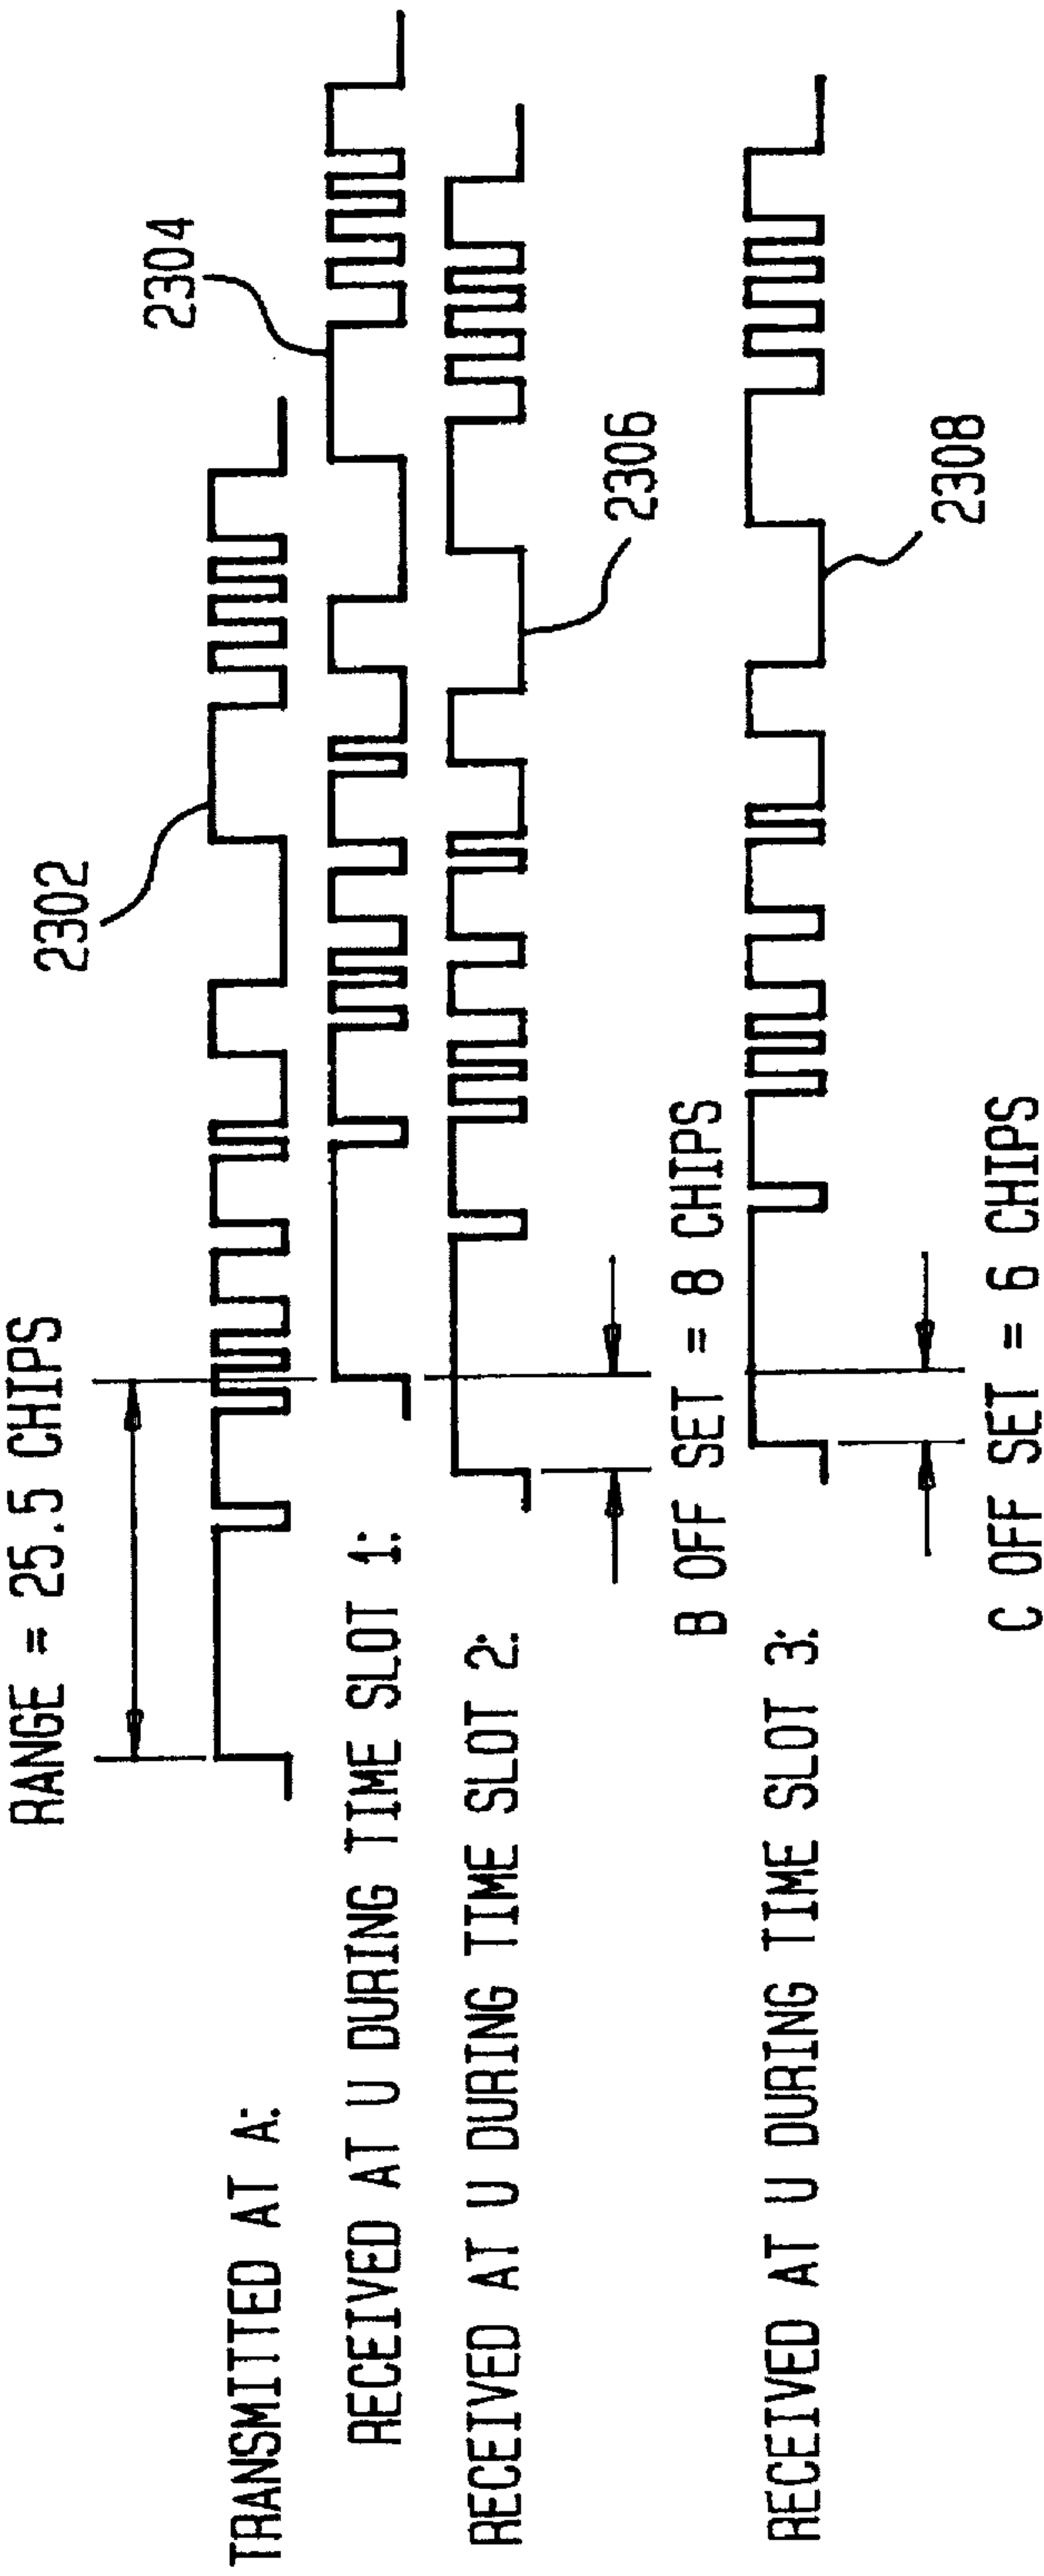 RANGE = 25.5 CHIPS
2302
TRANSMITTED AT A:
2304
RECEIVED AT U DURING TIME SLOT 1:
RECEIVED AT U DURING TIME SLOT 2:
2306
B OFF SET = 8 CHIPS
RECEIVED AT U DURING TIME SLOT 3:
2308
C OFF SET = 6 CHIPS